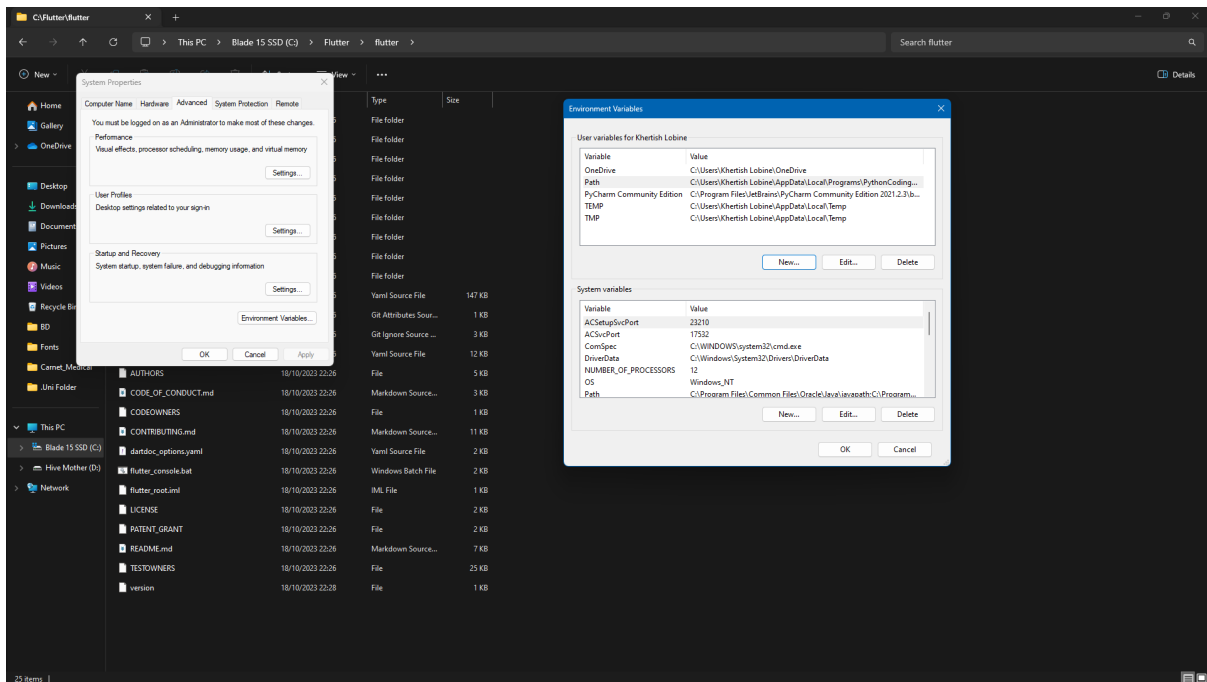 C:\Flutter\flutter
This PC > Blade 15 SSD (C:) > Flutter > flutter >
Search flutter
New
View
Details
Home
Gallery
OneDrive
Desktop
Downloads
Document
Pictures
Music
Videos
Recycle Bin
BD
Fonts
Carnet_Medical
.Uni Folder
This PC
Blade 15 SSD (C:)
Hive Mother (D:)
Network
System Properties
Computer Name Hardware Advanced System Protection Remote
You must be logged on as an Administrator to make most of these changes.
Performance
Visual effects, processor scheduling, memory usage, and virtual memory
Settings...
User Profiles
Desktop settings related to your sign-in
Settings...
Startup and Recovery
System startup, system failure, and debugging information
Settings...
Environment Variables...
OK Cancel Apply
Type Size
File folder
File folder
File folder
File folder
File folder
File folder
File folder
File folder
File folder
Yaml Source File 147 KB
Git Attributes Sour... 1 KB
Git Ignore Source ... 3 KB
Yaml Source File 12 KB
AUTHORS 18/10/2023 22:26 File 5 KB
CODE_OF_CONDUCT.md 18/10/2023 22:26 Markdown Source... 3 KB
CODEOWNERS 18/10/2023 22:26 File 1 KB
CONTRIBUTING.md 18/10/2023 22:26 Markdown Source... 11 KB
dartdoc_options.yaml 18/10/2023 22:26 Yaml Source File 2 KB
flutter_console.bat 18/10/2023 22:26 Windows Batch File 2 KB
flutter_root.iml 18/10/2023 22:26 IML File 1 KB
LICENSE 18/10/2023 22:26 File 2 KB
PATENT_GRANT 18/10/2023 22:26 File 2 KB
README.md 18/10/2023 22:26 Markdown Source... 7 KB
TESTOWNERS 18/10/2023 22:26 File 25 KB
version 18/10/2023 22:28 File 1 KB
Environment Variables
User variables for Khertish Lobine
Variable Value
OneDrive C:\Users\Khertish Lobine\OneDrive
Path C:\Users\Khertish Lobine\AppData\Local\Programs\PythonCoding...
PyCharm Community Edition C:\Program Files\JetBrains\PyCharm Community Edition 2021.2.3\b...
TEMP C:\Users\Khertish Lobine\AppData\Local\Temp
TMP C:\Users\Khertish Lobine\AppData\Local\Temp
New... Edit... Delete
System variables
Variable Value
ACSetupSvcPort 23210
ACSvcPort 17532
ComSpec C:\WINDOWS\system32\cmd.exe
DriverData C:\Windows\System32\Drivers\DriverData
NUMBER_OF_PROCESSORS 12
OS Windows_NT
Path C:\Program Files\Common Files\Oracle\Java\javapath;C:\Program...
New... Edit... Delete
OK Cancel
25 items